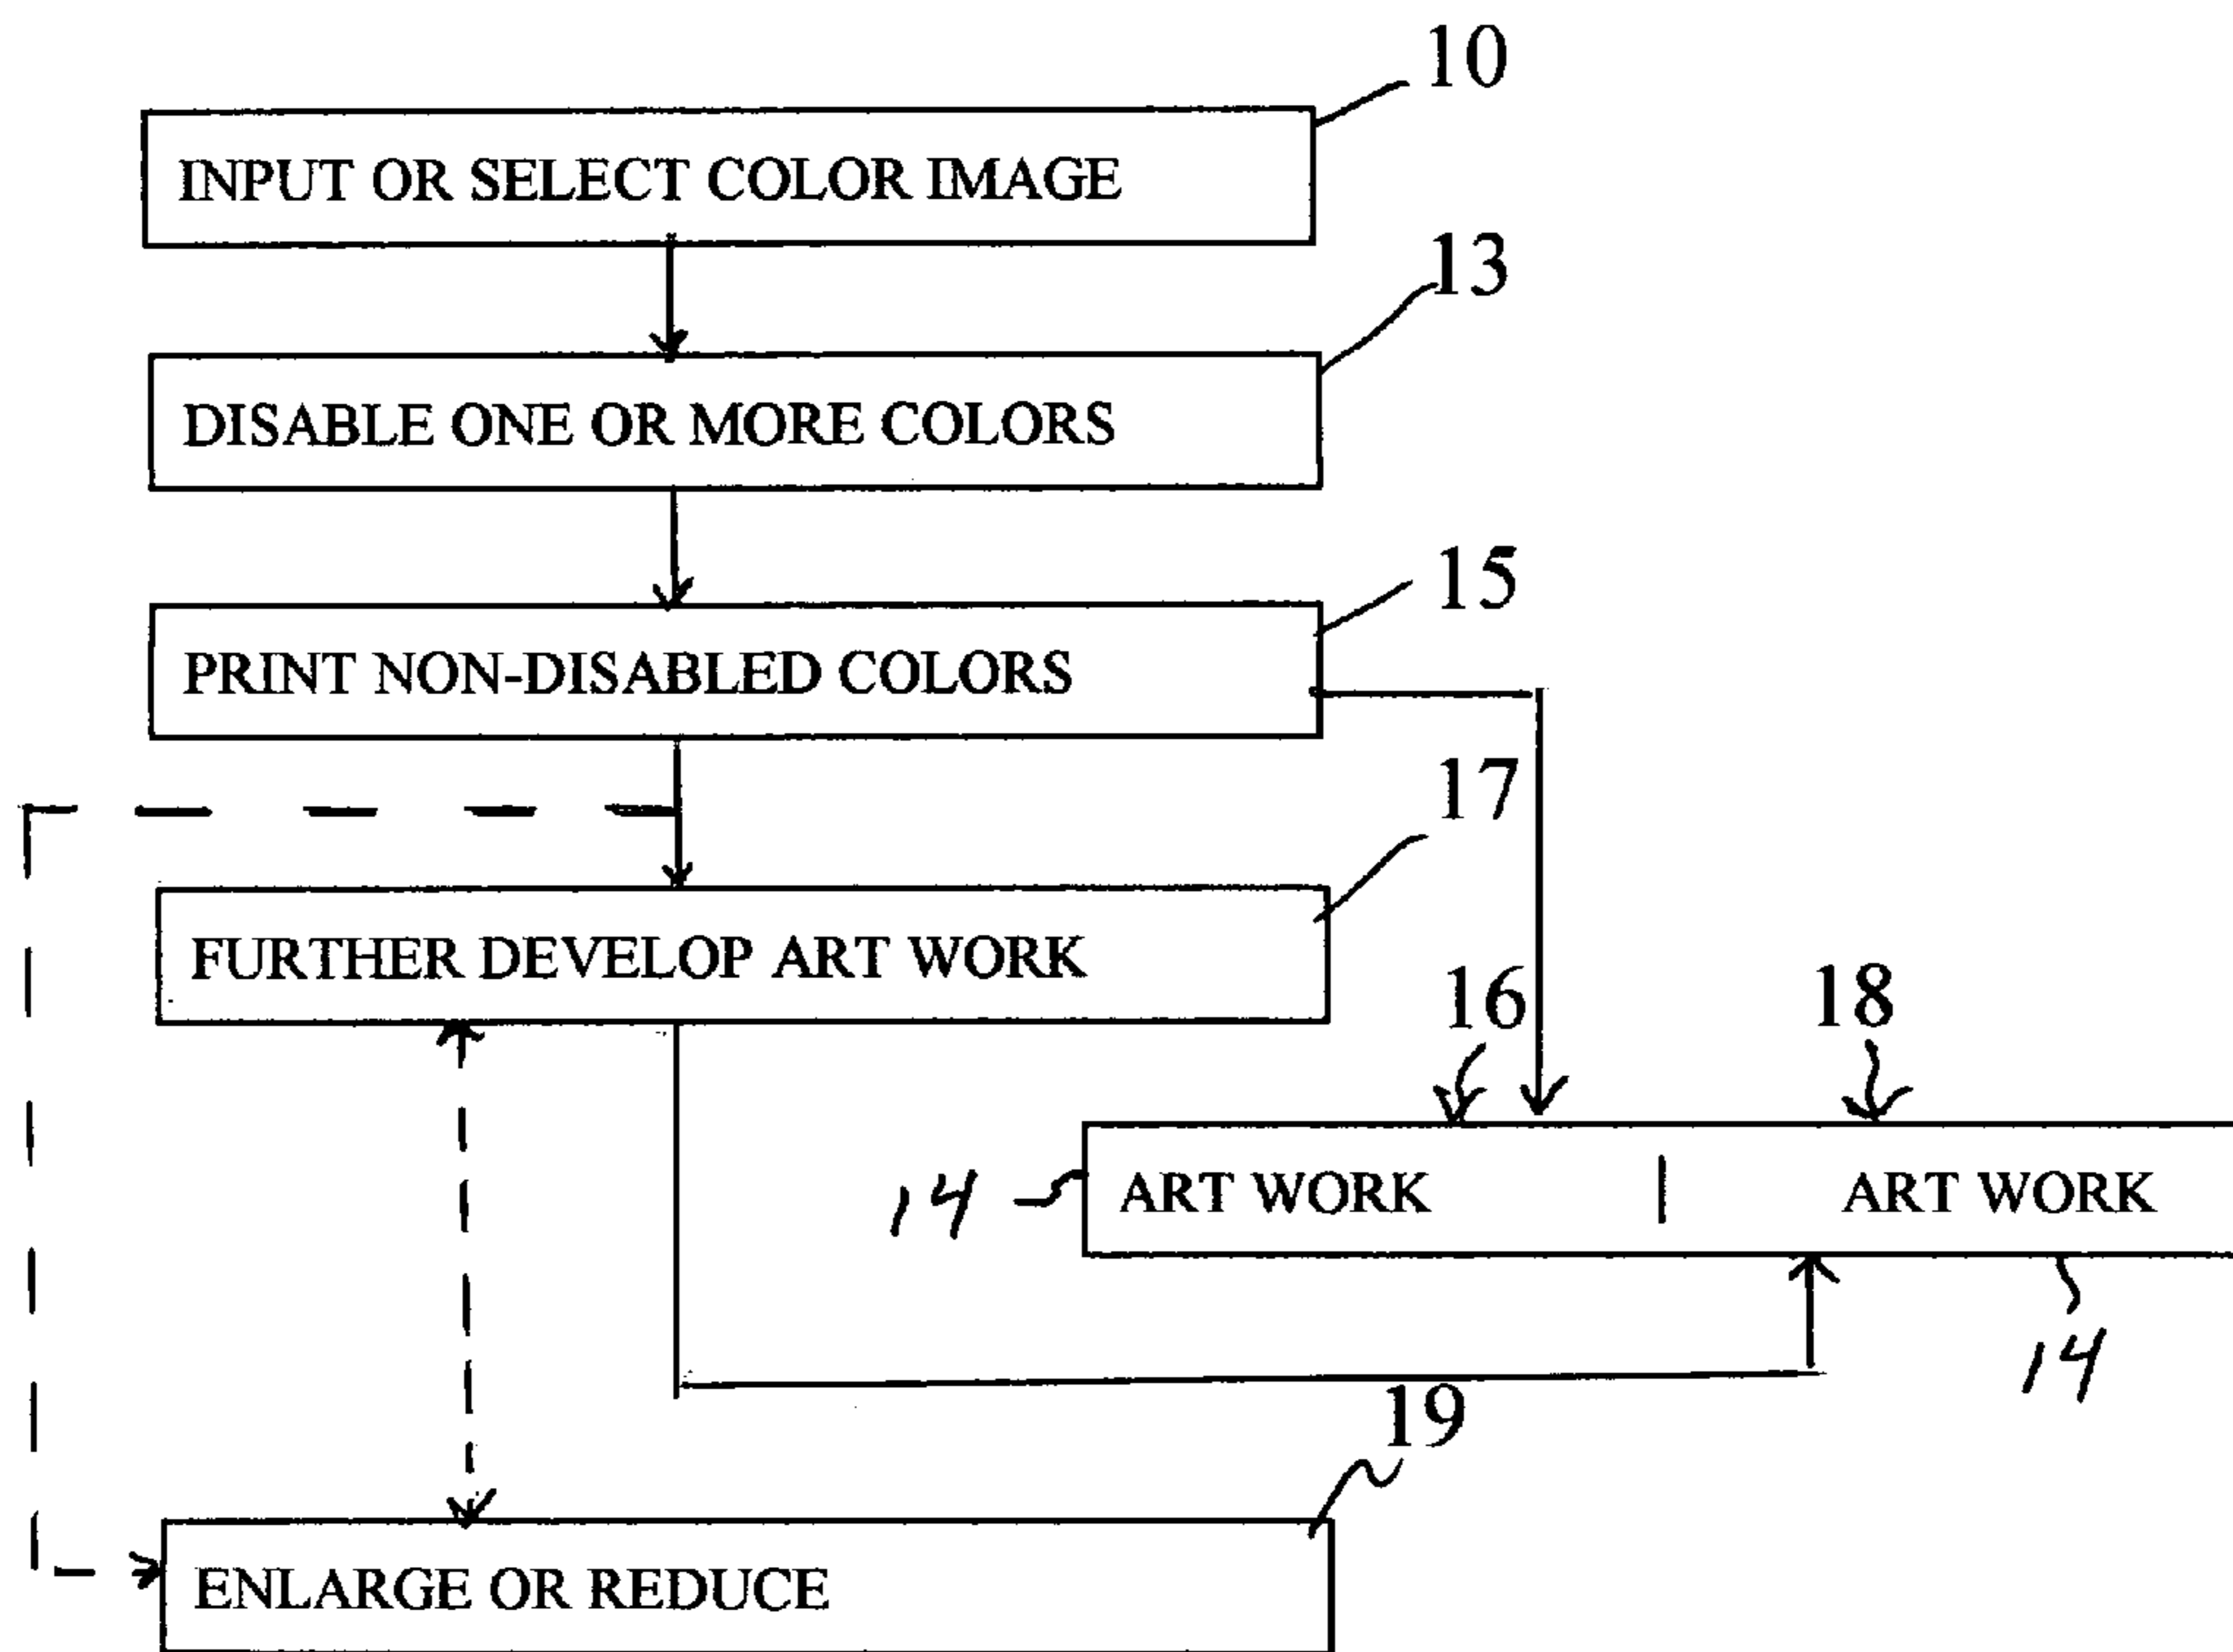 10
INPUT OR SELECT COLOR IMAGE
13
DISABLE ONE OR MORE COLORS
15
PRINT NON-DISABLED COLORS
17
FURTHER DEVELOP ART WORK
16
18
14
ART WORK | ART WORK
14
19
ENLARGE OR REDUCE